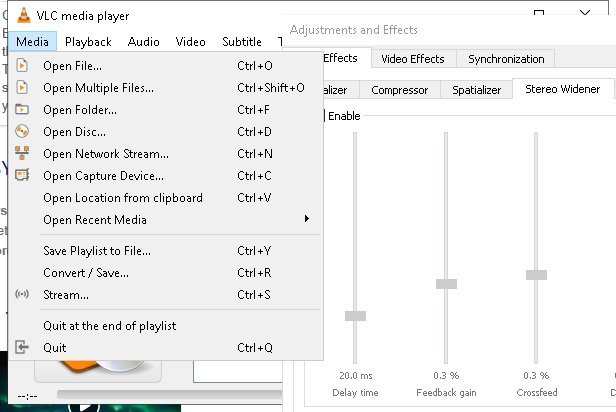 VLC media player
Media Playback Audio Video Subtitle
Open File... Ctrl+O
Open Multiple Files... Ctrl+Shift+O
Open Folder... Ctrl+F
Open Disc... Ctrl+D
Open Network Stream... Ctrl+N
Open Capture Device... Ctrl+C
Open Location from clipboard Ctrl+V
Open Recent Media
Save Playlist to File... Ctrl+Y
Convert / Save... Ctrl+R
Stream... Ctrl+S
Quit at the end of playlist
Quit Ctrl+Q
--:--
Adjustments and Effects
Effects Video Effects Synchronization
alizer Compressor Spatializer Stereo Widener
Enable
20.0 ms 0.3 % 0.3 %
Delay time Feedback gain Crossfeed